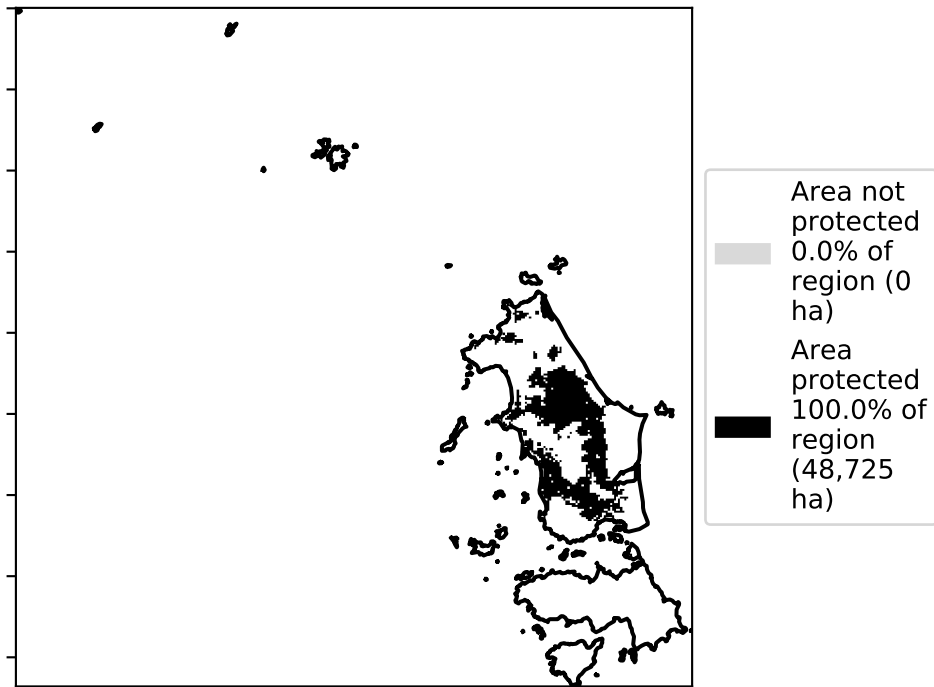 Area not
protected
0.0% of
region (0
ha)
Area
protected
100.0% of
region
(48,725
ha)